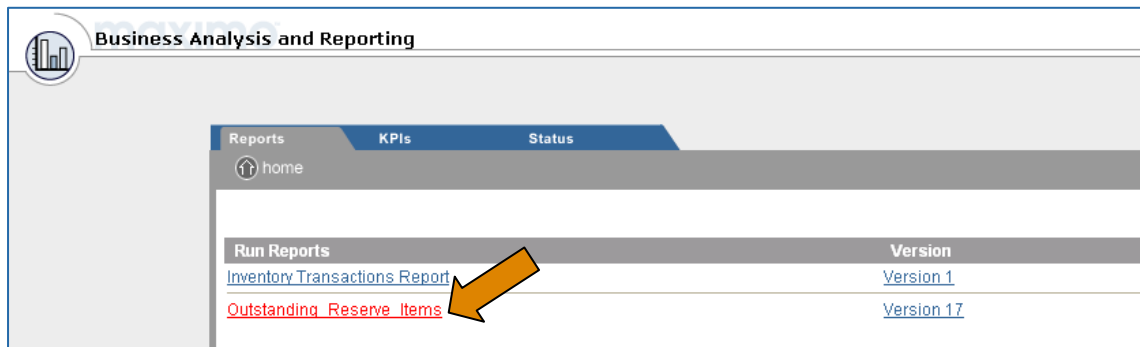 maximo
Business Analysis and Reporting
Reports KPIs Status
home
Run Reports Version
Inventory Transactions Report Version 1
Outstanding_Reserve_Items Version 17